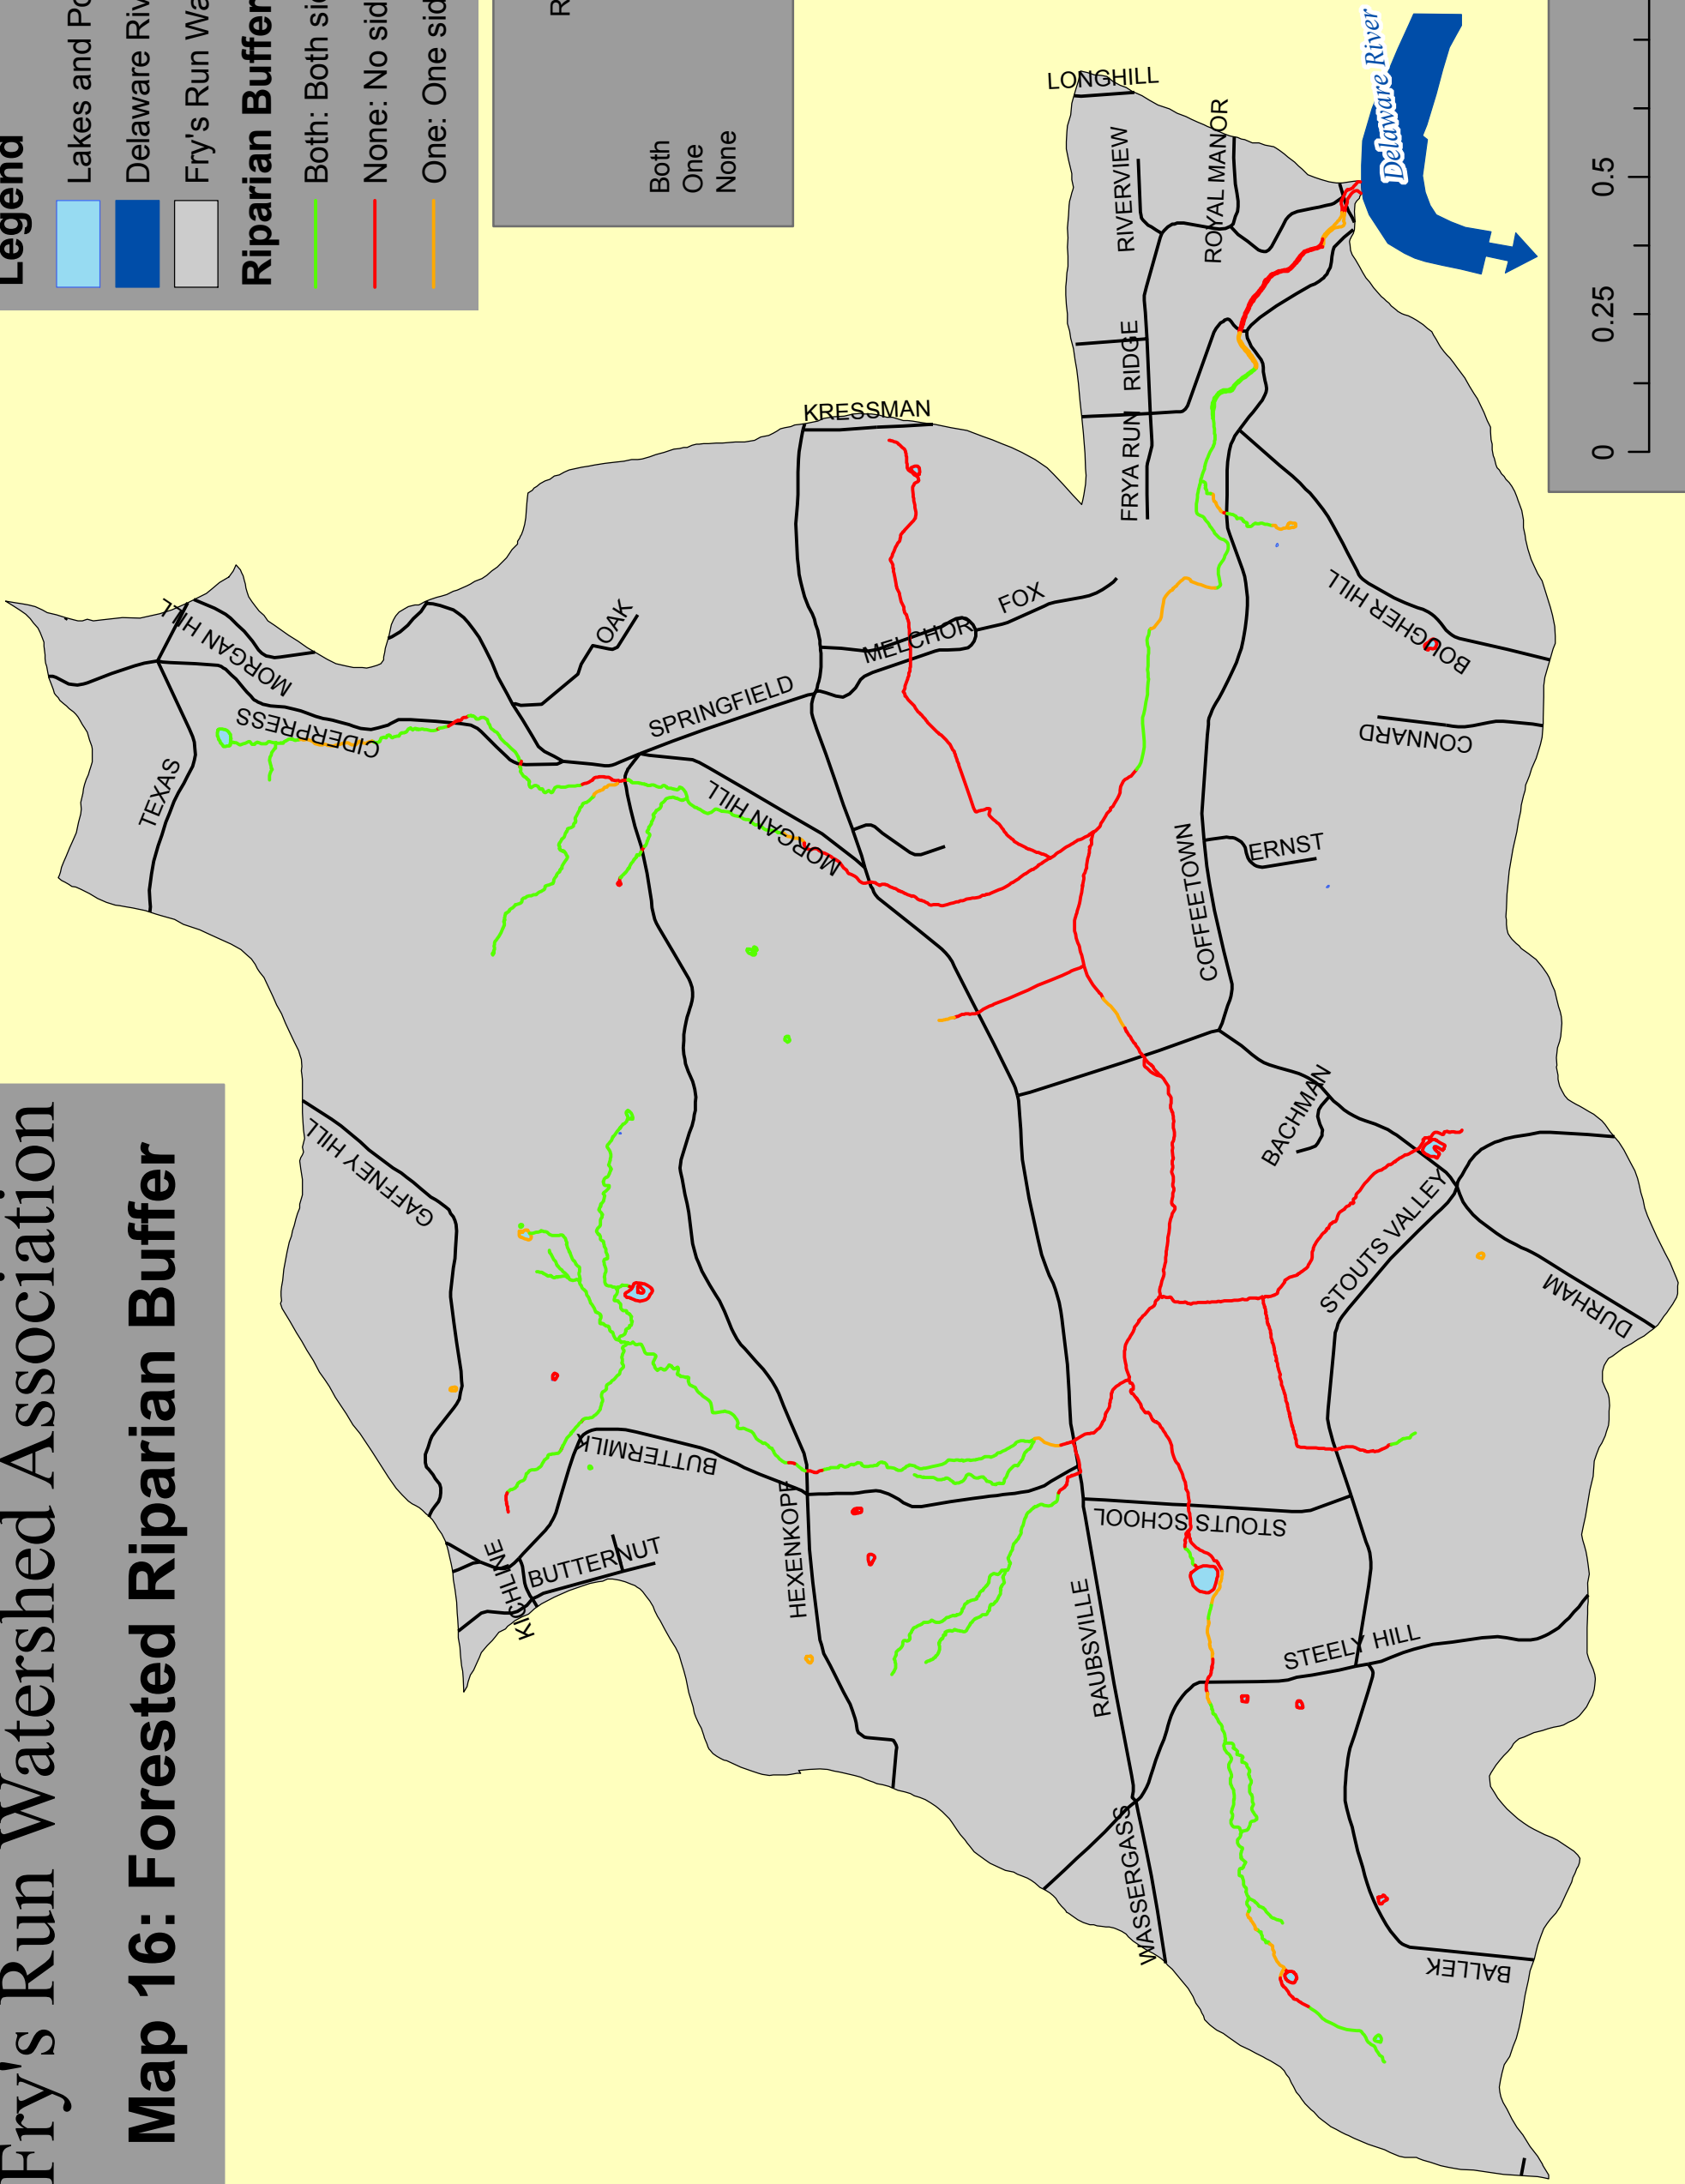 Fry's Run Watershed Association
Map 16: Forested Riparian Buffer
Legend
Lakes and Po
Delaware Riv
Fry's Run Wa
Riparian Buffer
Both: Both sid
None: No sid
One: One sid
R
Both
One
None
0
0.25
0.5
Delaware River
LONGHILL
RIVERVIEW
ROYAL MANOR
FRYA RUN
RIDGE
KRESSMAN
FOX
MELCHOR
OAK
SPRINGFIELD
MORGAN HILL
CIDERPRESS
TEXAS
MORGAN HILL
BOUGHER HILL
CONNARD
ERNST
COFFEETOWN
BACHMAN
STOUTS VALLEY
DURHAM
GAFFNEY HILL
BUTTERMILK
HEXENKOPF
BUTTERNUT
KICHLINE
STOUTS SCHOOL
RAUBSVILLE
STEELY HILL
WASSERGASS
BALLEK